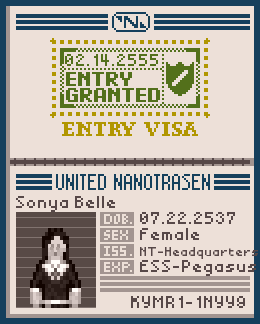 N
02.14.2555
ENTRY
GRANTED
ENTRY VISA
UNITED NANOTRASEN
Sonya Belle
DOB. 07.22.2537
SEX Female
ISS. NT-Headquarters
EXP. ESS-Pegasus
KYMR1-1NYY9